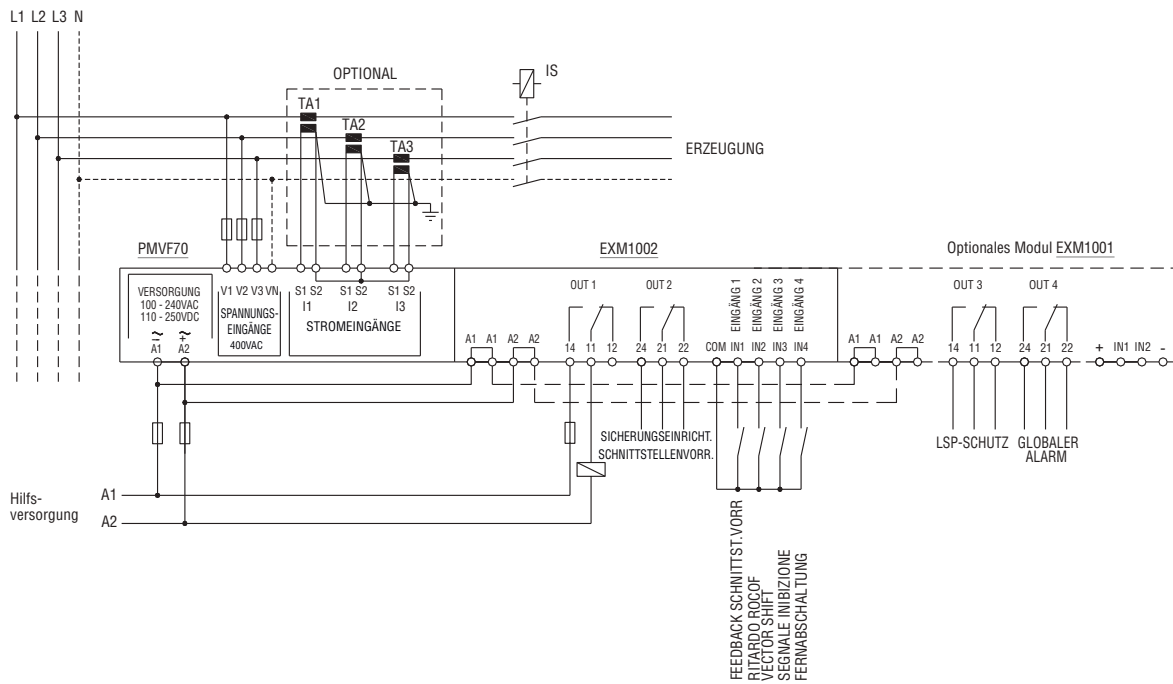 L1 L2 L3 N
OPTIONAL
IS
TA1
TA2
TA3
ERZEUGUNG
PMVF70
EXM1002
Optionales Modul EXM1001
VERSORGUNG
100 - 240VAC
110 - 250VDC
~ ~
- +
A1 A2
V1 V2 V3 VN
SPANNUNGS-
EINGÄNGE
400VAC
S1 S2 S1 S2 S1 S2
I1 I2 I3
STROMEINGÄNGE
A1 A1 A2 A2
OUT 1
14 11 12
OUT 2
24 21 22
EINGÄNG 1
EINGÄNG 2
EINGÄNG 3
EINGÄNG 4
COM IN1 IN2 IN3 IN4
A1 A1 A2 A2
OUT 3
14 11 12
OUT 4
24 21 22
+ IN1 IN2 -
SICHERUNGSEINRICHT.
SCHNITTSTELLENVORR.
LSP-SCHUTZ
GLOBALER
ALARM
Hilfs-
versorgung
A1
A2
FEEDBACK SCHNITTST.VORR
RITARDO ROCOF
VECTOR SHIFT
SEGNALE INIBIZIONE
FERNABSCHALTUNG